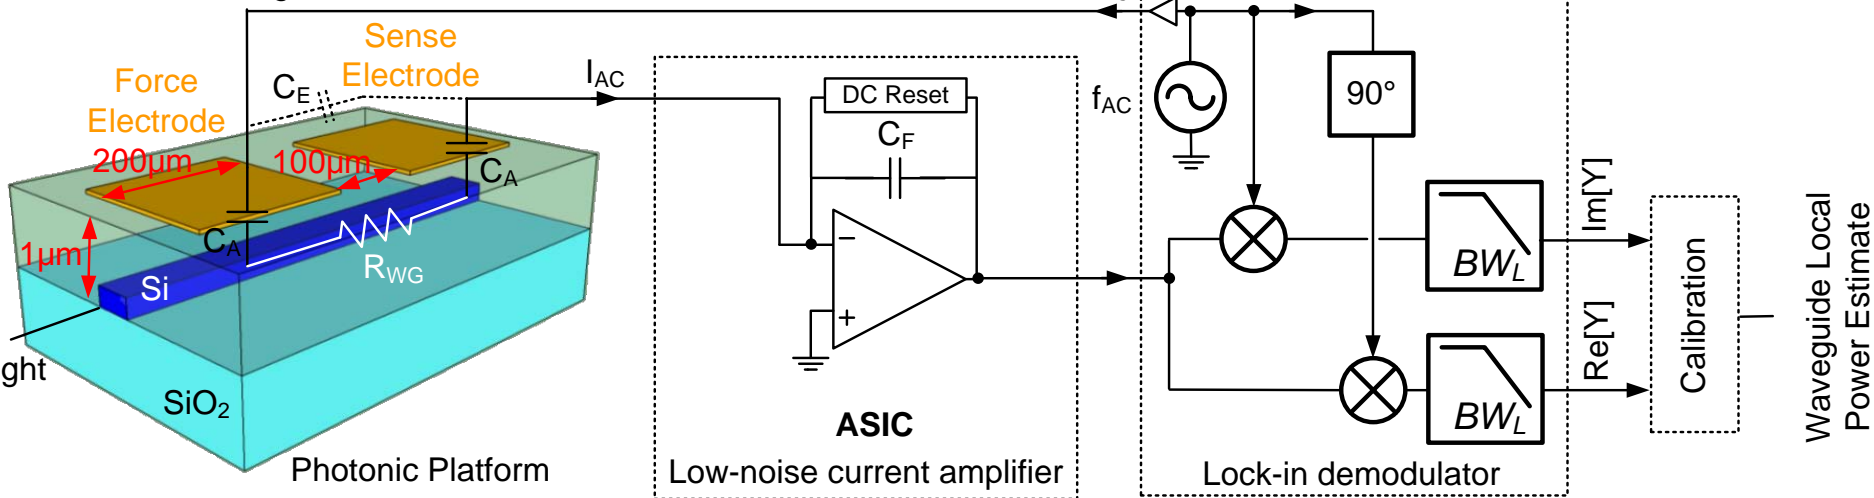 Sense
Electrode
Force
Electrode
C_E
I_AC
200µm
100µm
C_A
C_A
1µm
Si
R_WG
ght
SiO₂
Photonic Platform
DC Reset
C_F
−
+
ASIC
Low-noise current amplifier
f_AC
90°
BW_L
BW_L
Lock-in demodulator
Im[Y]
Re[Y]
Calibration
Waveguide Local
Power Estimate